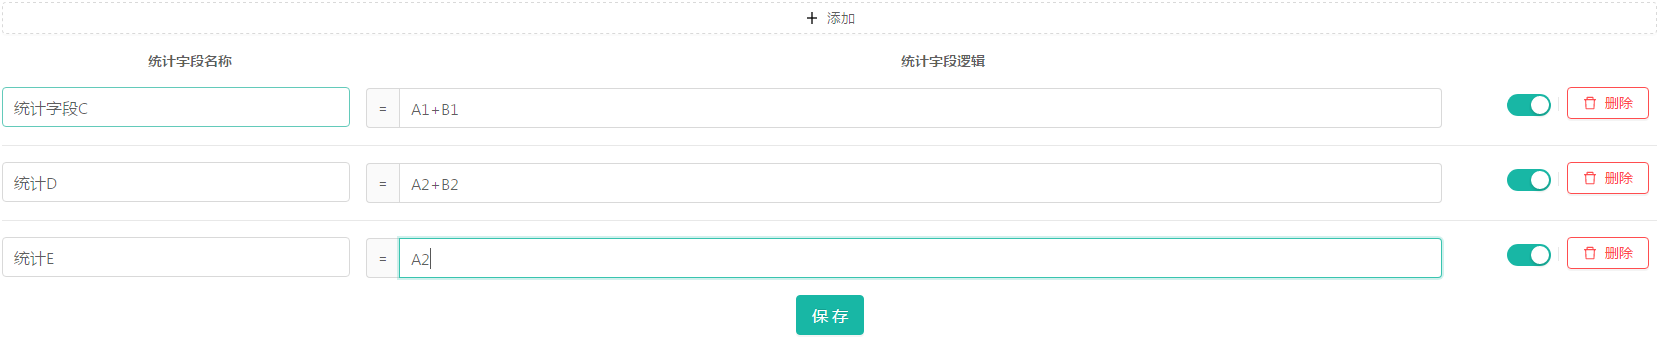 + 添加
统计字段名称 统计字段逻辑
统计字段C = A1+B1 删除
统计D = A2+B2 删除
统计E = A2 删除
保存